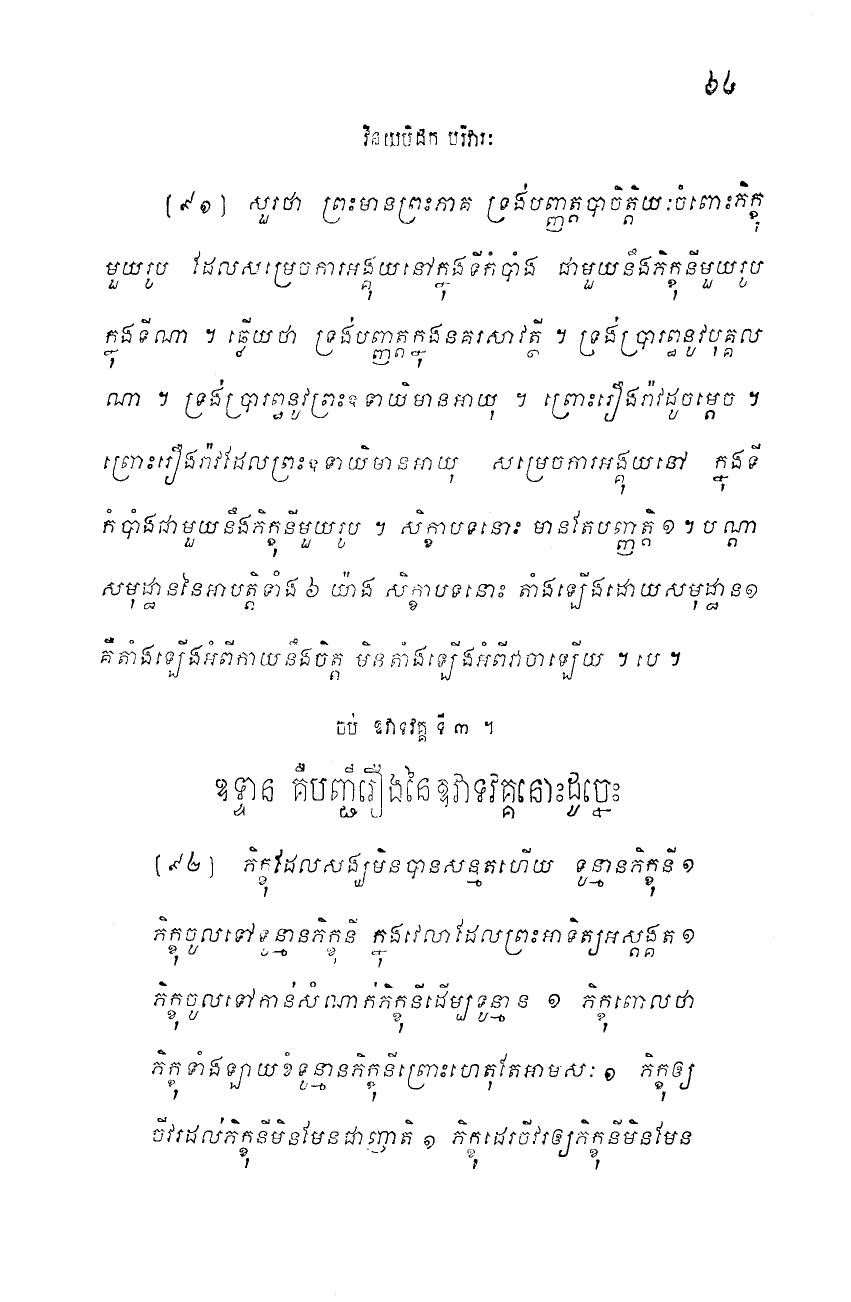 ៦៤
វិនយបិដក បរិវារៈ
(៩១) សួរថា ព្រះមានព្រះភាគ ទ្រង់បញ្ញត្តបាចិត្តិយៈចំពោះភិក្ខុ
មួយរូប ដែលសម្រេចការអង្គុយនៅក្នុងទីកំបាំង ជាមួយនឹងភិក្ខុនីមួយរូប
ក្នុងទីណា ។ ឆ្លើយថា ទ្រង់បញ្ញត្តក្នុងនគរសាវត្ថី ។ ទ្រង់ប្រារព្ធនូវបុគ្គល
ណា ។ ទ្រង់ប្រារព្ធនូវព្រះឧទាយិមានអាយុ ។ ព្រោះរឿងរ៉ាវដូចម្តេច ។
ព្រោះរឿងរ៉ាវដែលព្រះឧទាយិមានអាយុ សម្រេចការអង្គុយនៅ ក្នុងទី
កំបាំងជាមួយនឹងភិក្ខុនីមួយរូប ។ សិក្ខាបទនោះ មានតែបញ្ញត្តិ ១ ។ បណ្តា
សមុដ្ឋាននៃអាបត្តិទាំង ៦ យ៉ាង សិក្ខាបទនោះ តាំងឡើងដោយសមុដ្ឋាន១
គឺតាំងឡើងអំពីកាយនឹងចិត្ត មិនតាំងឡើងអំពីវាចាឡើយ ។ បេ ។
ចប់ ឱវាទវគ្គ ទី ៣ ។
ឧទ្ទាន គឺបញ្ជីរឿងនៃឱវាទវគ្គនោះដូច្នេះ
(៩២) ភិក្ខុដែលសង្ឃមិនបានសន្មតហើយ ទូន្មានភិក្ខុនី ១
ភិក្ខុចូលទៅទូន្មានភិក្ខុនី ក្នុងវេលាដែលព្រះអាទិត្យអស្តង្គត ១
ភិក្ខុចូលទៅកាន់សំណាក់ភិក្ខុនីដើម្បីទូន្មាន ១ ភិក្ខុពោលថា
ភិក្ខុទាំងឡាយខំទូន្មានភិក្ខុនីព្រោះហេតុតែអាមិសៈ ១ ភិក្ខុឲ្យ
ចីវរដល់ភិក្ខុនីមិនមែនជាញាតិ ១ ភិក្ខុដេរចីវរឲ្យភិក្ខុនីមិនមែន